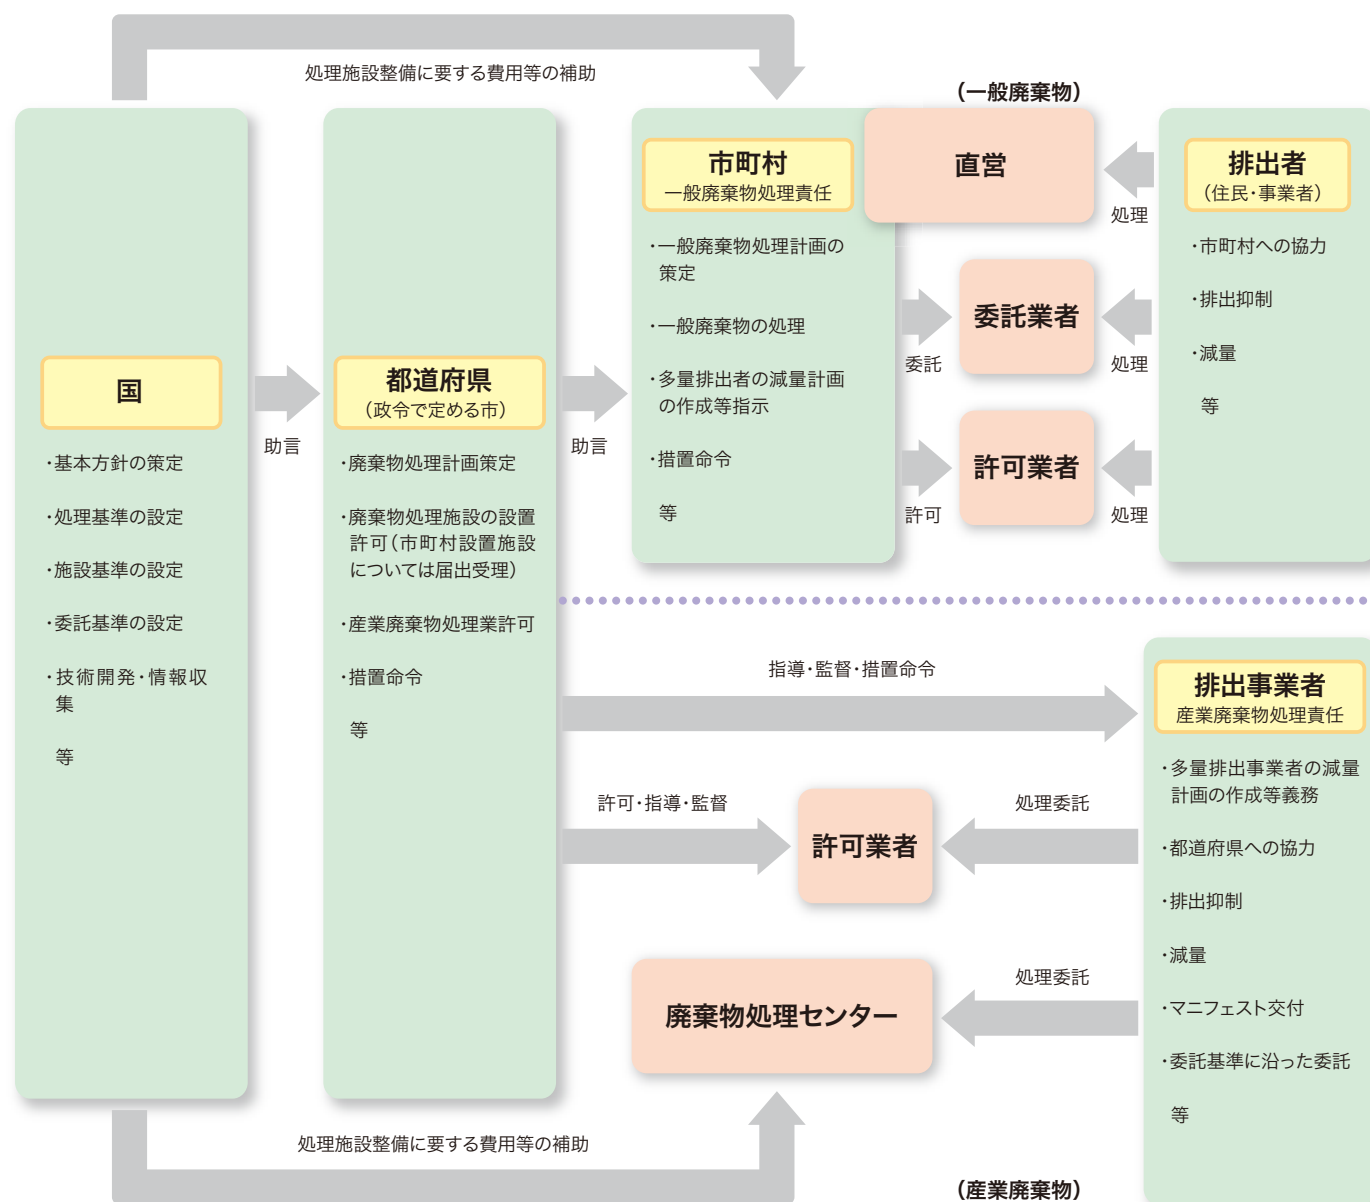 処理施設整備に要する費用等の補助
（一般廃棄物）
国
・基本方針の策定
・処理基準の設定
・施設基準の設定
・委託基準の設定
・技術開発・情報収
集
等
助言
都道府県
（政令で定める市）
・廃棄物処理計画策定
・廃棄物処理施設の設置
許可（市町村設置施設
については届出受理）
・産業廃棄物処理業許可
・措置命令
等
助言
市町村
一般廃棄物処理責任
・一般廃棄物処理計画の
策定
・一般廃棄物の処理
・多量排出者の減量計画
の作成等指示
・措置命令
等
直営
処理
委託
委託業者
処理
許可
許可業者
処理
排出者
（住民・事業者）
・市町村への協力
・排出抑制
・減量
等
指導・監督・措置命令
許可・指導・監督
許可業者
処理委託
廃棄物処理センター
処理委託
排出事業者
産業廃棄物処理責任
・多量排出事業者の減量
計画の作成等義務
・都道府県への協力
・排出抑制
・減量
・マニフェスト交付
・委託基準に沿った委託
等
処理施設整備に要する費用等の補助
（産業廃棄物）